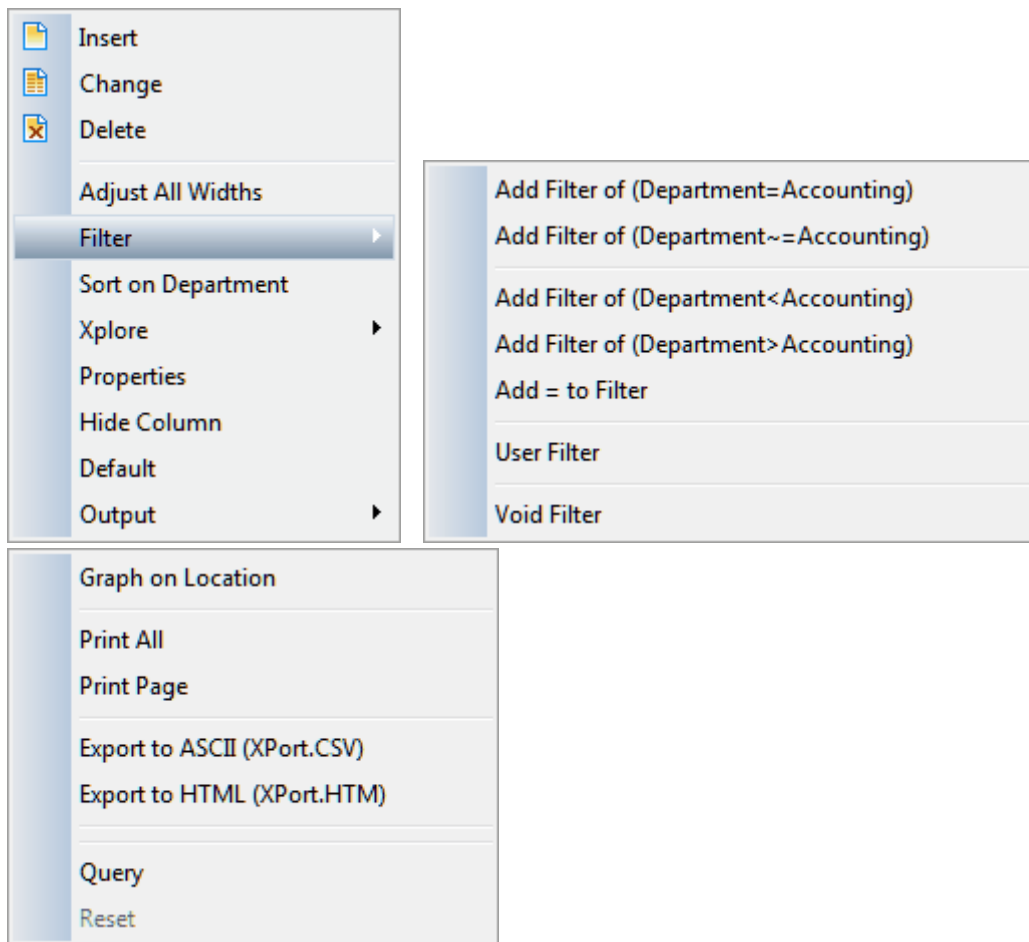 Insert
Change
Delete
Adjust All Widths
Filter
Sort on Department
Xplore
Properties
Hide Column
Default
Output
Add Filter of (Department=Accounting)
Add Filter of (Department~=Accounting)
Add Filter of (Department<Accounting)
Add Filter of (Department>Accounting)
Add = to Filter
User Filter
Void Filter
Graph on Location
Print All
Print Page
Export to ASCII (XPort.CSV)
Export to HTML (XPort.HTM)
Query
Reset